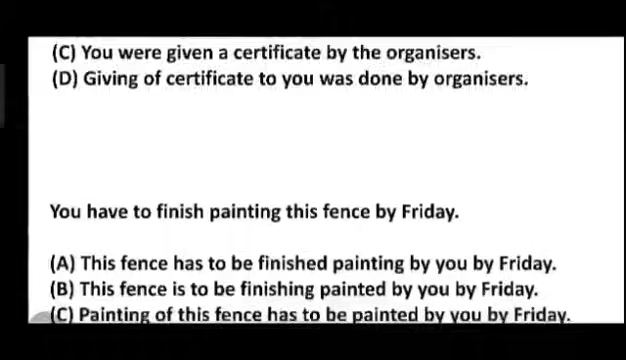 (C) You were given a certificate by the organisers.
(D) Giving of certificate to you was done by organisers.
You have to finish painting this fence by Friday.
(A) This fence has to be finished painting by you by Friday.
(B) This fence is to be finishing painted by you by Friday.
(C) Painting of this fence has to be painted by you by Friday.